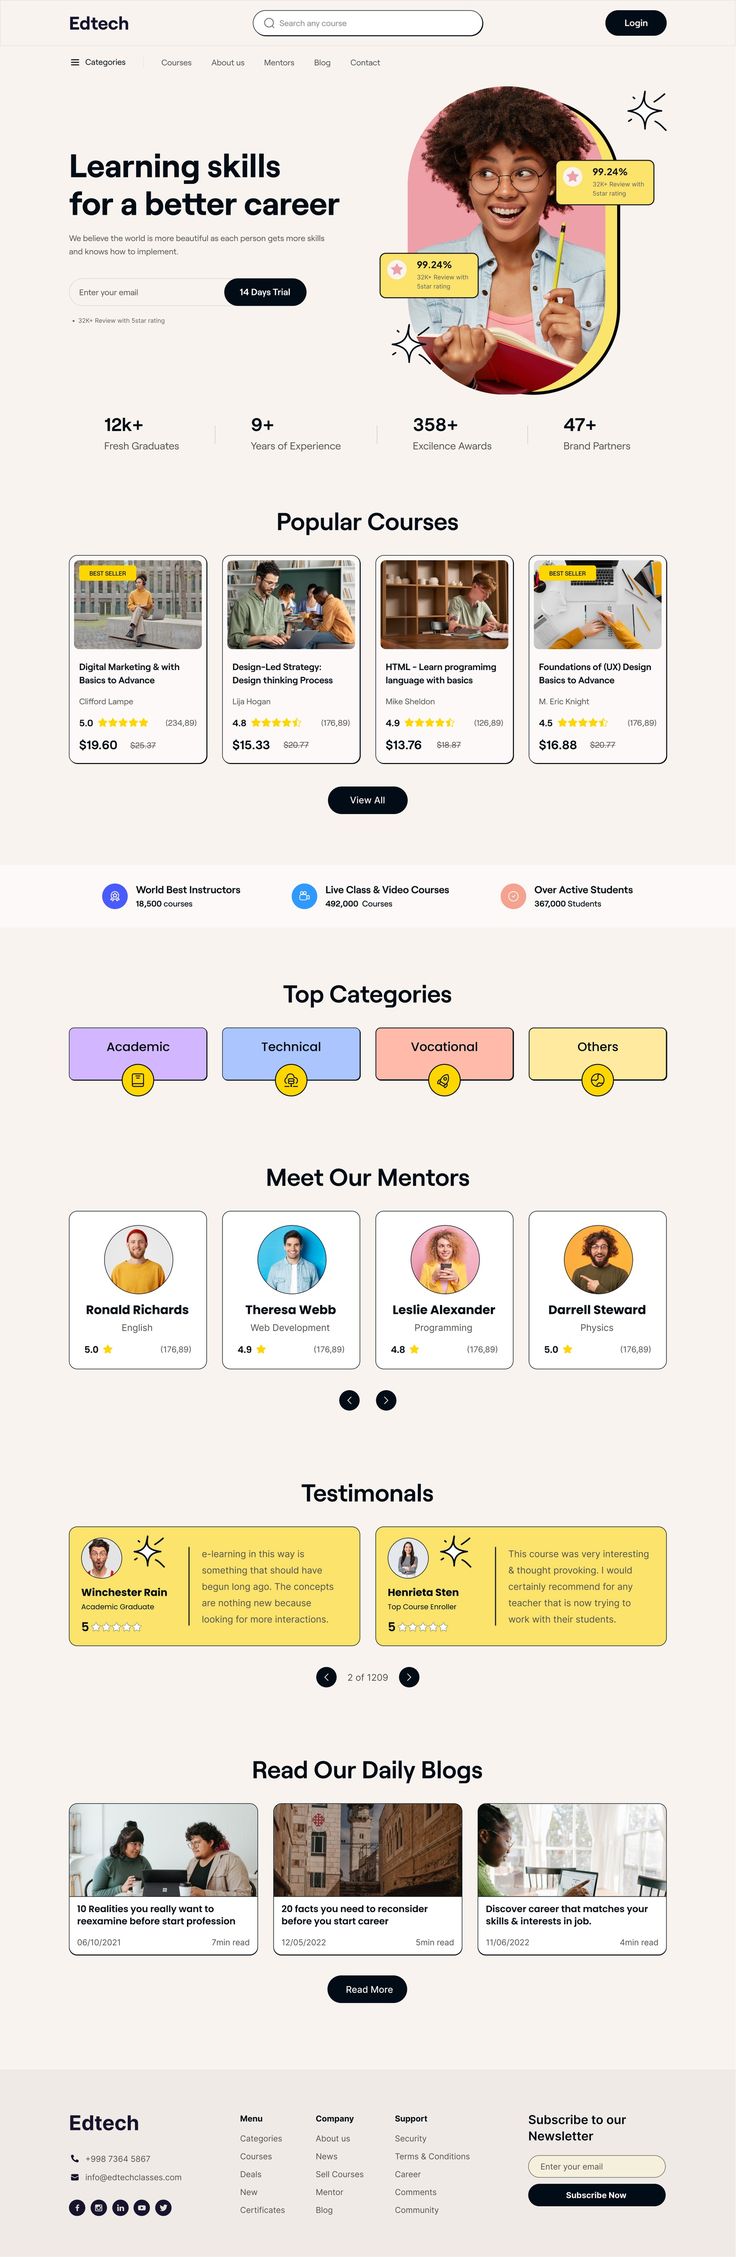 Edtech
Search any course
Login
Categories
Courses
About us
Mentors
Blog
Contact
Learning skills
for a better career
We believe the world is more beautiful as each person gets more skills
and knows how to implement.
Enter your email
14 Days Trial
• 32K+ Review with 5star rating
99.24%
32K+ Review with
5star rating
99.24%
32K+ Review with
5star rating
12k+
Fresh Graduates
9+
Years of Experience
358+
Excilence Awards
47+
Brand Partners
Popular Courses
BEST SELLER
Digital Marketing & with
Basics to Advance
Clifford Lampe
5.0 (234,89)
$19.60 $25.37
Design-Led Strategy:
Design thinking Process
Lija Hogan
4.8 (176,89)
$15.33 $20.77
HTML - Learn programimg
language with basics
Mike Sheldon
4.9 (126,89)
$13.76 $18.87
BEST SELLER
Foundations of (UX) Design
Basics to Advance
M. Eric Knight
4.5 (176,89)
$16.88 $20.77
View All
World Best Instructors
18,500 courses
Live Class & Video Courses
492,000 Courses
Over Active Students
367,000 Students
Top Categories
Academic
Technical
Vocational
Others
Meet Our Mentors
Ronald Richards
English
5.0 (176,89)
Theresa Webb
Web Development
4.9 (176,89)
Leslie Alexander
Programming
4.8 (176,89)
Darrell Steward
Physics
5.0 (176,89)
Testimonals
Winchester Rain
Academic Graduate
5
e-learning in this way is
something that should have
begun long ago. The concepts
are nothing new because
looking for more interactions.
Henrieta Sten
Top Course Enroller
5
This course was very interesting
& thought provoking. I would
certainly recommend for any
teacher that is now trying to
work with their students.
2 of 1209
Read Our Daily Blogs
10 Realities you really want to
reexamine before start profession
06/10/2021 7min read
20 facts you need to reconsider
before you start career
12/05/2022 5min read
Discover career that matches your
skills & interests in job.
11/06/2022 4min read
Read More
Edtech
+998 7364 5867
info@edtechclasses.com
Menu
Categories
Courses
Deals
New
Certificates
Company
About us
News
Sell Courses
Mentor
Blog
Support
Security
Terms & Conditions
Career
Comments
Community
Subscribe to our
Newsletter
Enter your email
Subscribe Now